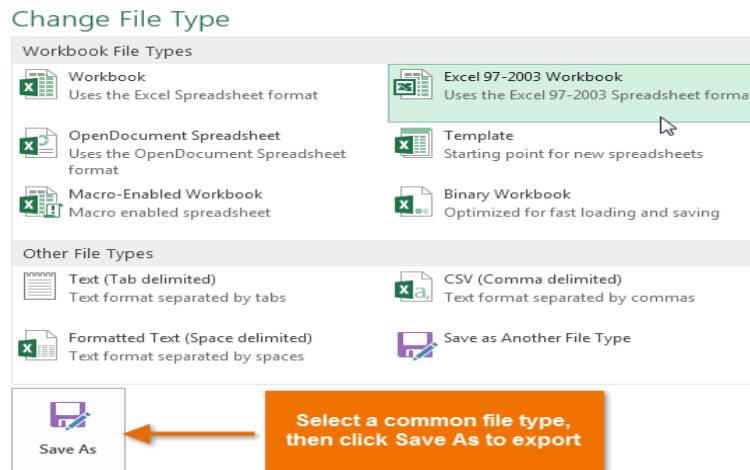 Change File Type
Workbook File Types
Workbook
Uses the Excel Spreadsheet format
Excel 97-2003 Workbook
Uses the Excel 97-2003 Spreadsheet forma
OpenDocument Spreadsheet
Uses the OpenDocument Spreadsheet
format
Template
Starting point for new spreadsheets
Macro-Enabled Workbook
Macro enabled spreadsheet
Binary Workbook
Optimized for fast loading and saving
Other File Types
Text (Tab delimited)
Text format separated by tabs
CSV (Comma delimited)
Text format separated by commas
Formatted Text (Space delimited)
Text format separated by spaces
Save as Another File Type
Save As
Select a common file type,
then click Save As to export